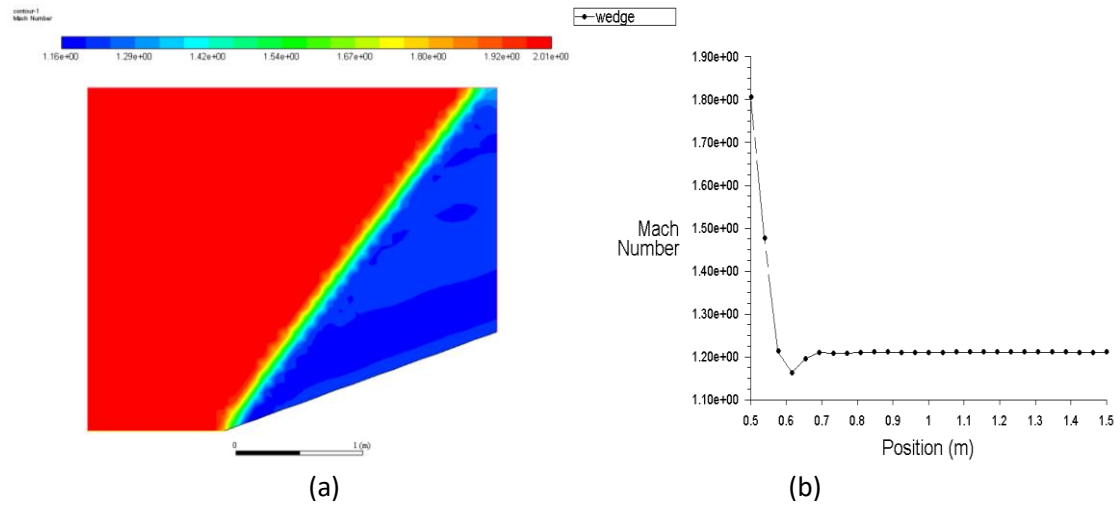 contour-1
Mach Number
1.16e+00 1.29e+00 1.42e+00 1.54e+00 1.67e+00 1.80e+00 1.92e+00 2.01e+00
0 1 (m)
(a)
wedge
1.90e+00
1.80e+00
1.70e+00
1.60e+00
1.50e+00
Mach
Number
1.40e+00
1.30e+00
1.20e+00
1.10e+00
0.5 0.6 0.7 0.8 0.9 1 1.1 1.2 1.3 1.4 1.5
Position (m)
(b)